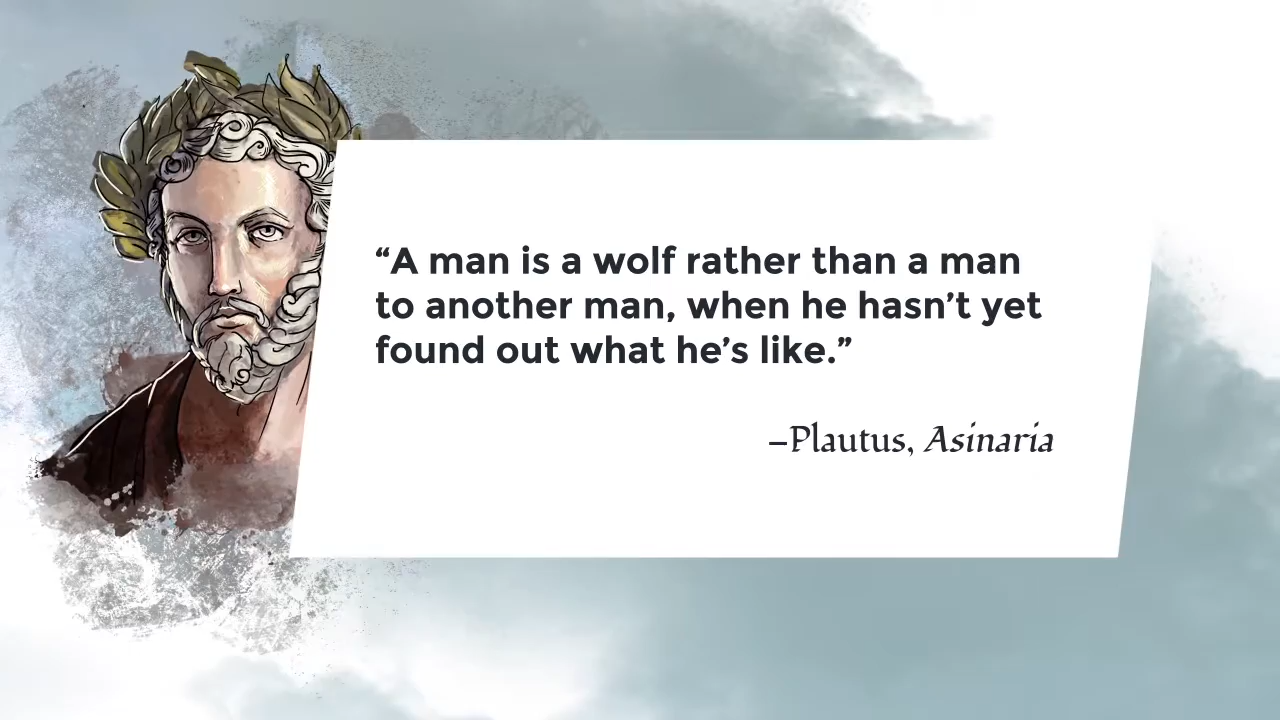 “A man is a wolf rather than a man
to another man, when he hasn’t yet
found out what he’s like.”
–Plautus, Asinaria